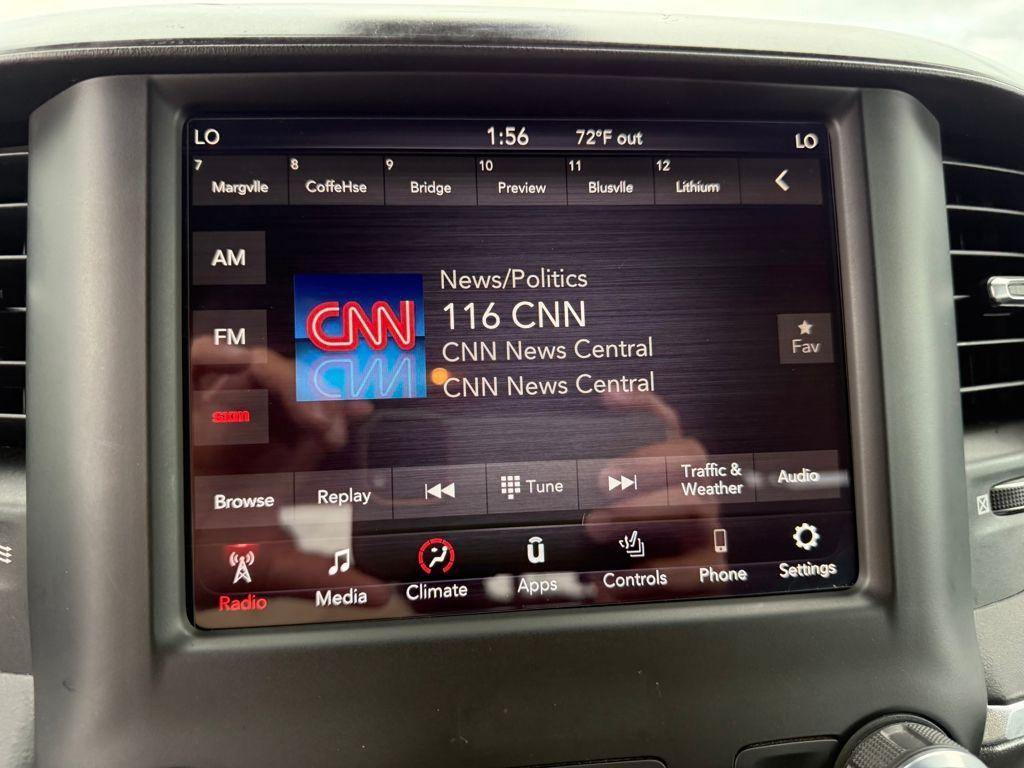 LO 1:56 72°F out LO
7 8 9 10 11 12
Margvlle CoffeHse Bridge Preview Blusvlle Lithium
AM
FM
sxm
CNN
News/Politics
116 CNN
CNN News Central
CNN News Central
Fav
Browse Replay Tune Traffic & Weather Audio
Radio Media Climate Apps Controls Phone Settings